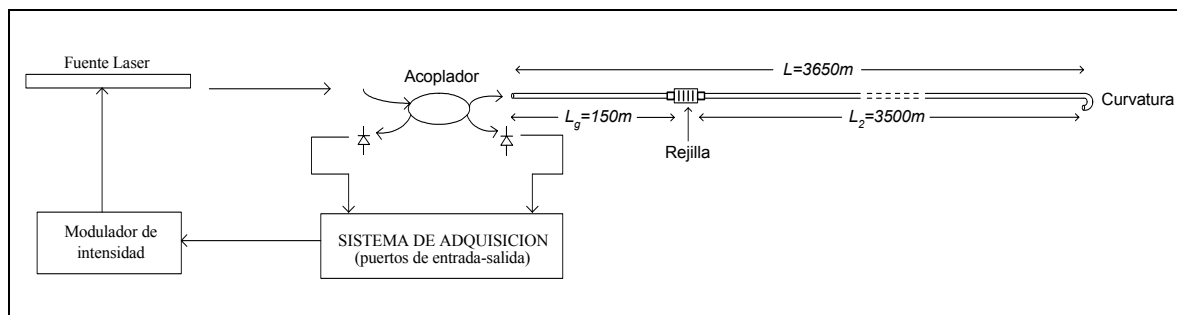 Fuente Laser
Acoplador
L=3650m
Curvatura
Lg=150m
L2=3500m
Rejilla
Modulador de
intensidad
SISTEMA DE ADQUISICION
(puertos de entrada-salida)